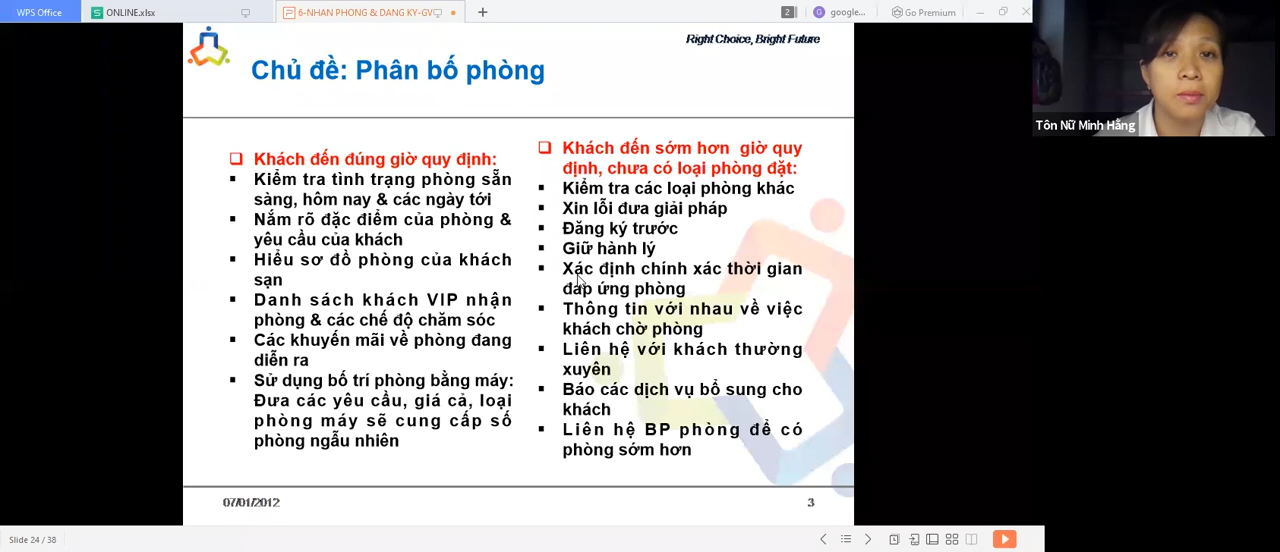 WPS Office
ONLINE.xlsx
6-NHAN PHONG & DANG KY-GV
2
G
google...
Go Premium
Right Choice, Bright Future
Chủ đề: Phân bố phòng
Tôn Nữ Minh Hằng
Khách đến đúng giờ quy định:
Kiểm tra tình trạng phòng sẵn
sàng, hôm nay & các ngày tới
Nắm rõ đặc điểm của phòng &
yêu cầu của khách
Hiểu sơ đồ phòng của khách
sạn
Danh sách khách VIP nhận
phòng & các chế độ chăm sóc
Các khuyến mãi về phòng đang
diễn ra
Sử dụng bố trí phòng bằng máy:
Đưa các yêu cầu, giá cả, loại
phòng máy sẽ cung cấp số
phòng ngẫu nhiên
Khách đến sớm hơn giờ quy
định, chưa có loại phòng đặt:
Kiểm tra các loại phòng khác
Xin lỗi đưa giải pháp
Đăng ký trước
Giữ hành lý
Xác định chính xác thời gian
đáp ứng phòng
Thông tin với nhau về việc
khách chờ phòng
Liên hệ với khách thường
xuyên
Báo các dịch vụ bổ sung cho
khách
Liên hệ BP phòng để có
phòng sớm hơn
07/01/2012
3
Slide 24 / 38